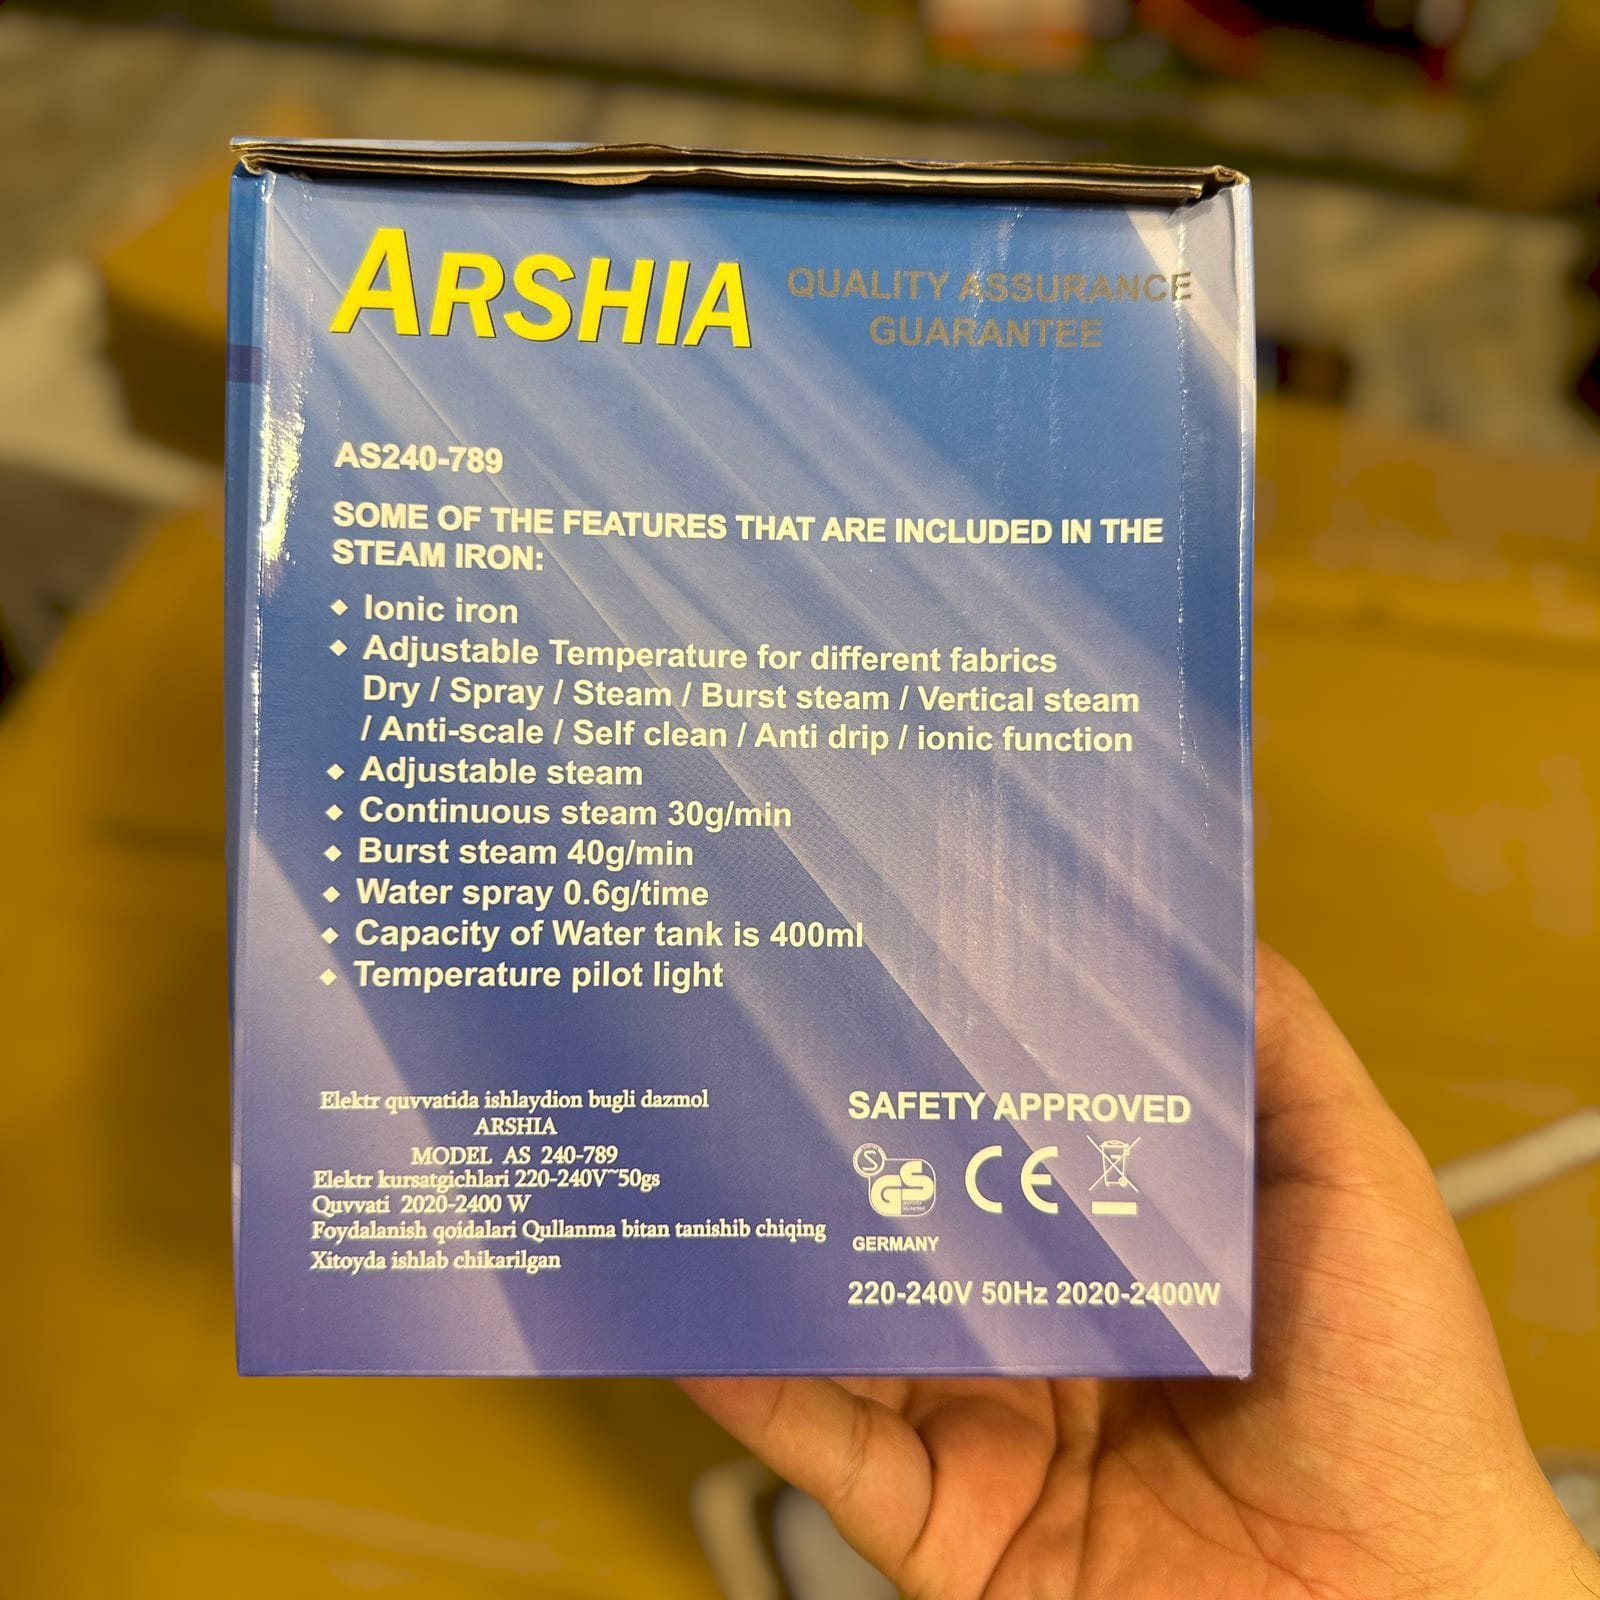 ARSHIA
QUALITY ASSURANCE
GUARANTEE
AS240-789
SOME OF THE FEATURES THAT ARE INCLUDED IN THE
STEAM IRON:
◆ Ionic iron
◆ Adjustable Temperature for different fabrics
Dry / Spray / Steam / Burst steam / Vertical steam
/ Anti-scale / Self clean / Anti drip / ionic function
◆ Adjustable steam
◆ Continuous steam 30g/min
◆ Burst steam 40g/min
◆ Water spray 0.6g/time
◆ Capacity of Water tank is 400ml
◆ Temperature pilot light
Elektr quvvatida ishlaydion bugli dazmol
ARSHIA
MODEL AS 240-789
Elektr kursatgichlari 220-240V~50gs
Quvvati 2020-2400 W
Foydalanish qoidalari Qullanma bitan tanishib chiqing
Xitoyda ishlab chikarilgan
SAFETY APPROVED
S GS CE
GERMANY
220-240V 50Hz 2020-2400W